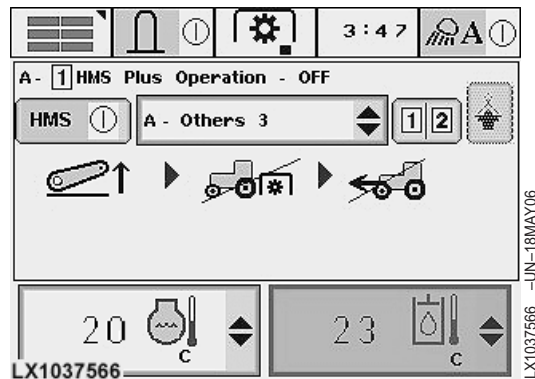 3:47 A
A- 1 HMS Plus Operation - OFF
HMS A - Others 3 1 2
20 C 23 C
LX1037566
LX1037566 –UN–18MAY06